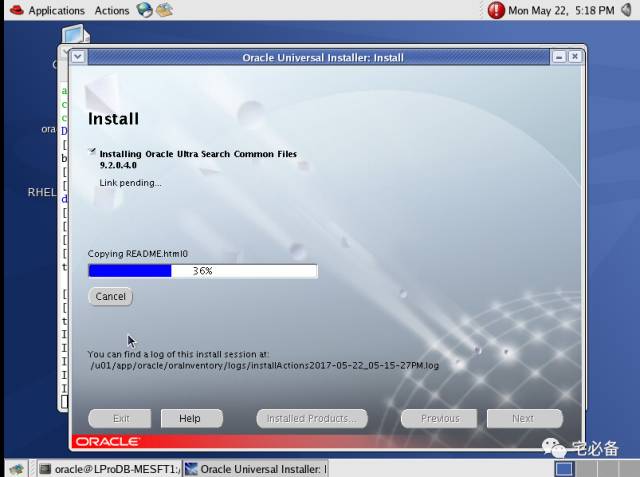 Applications Actions Mon May 22, 5:18 PM
Oracle Universal Installer: Install
Install
Installing Oracle Ultra Search Common Files
9.2.0.4.0
Link pending...
RHEL
Copying README.html0
36%
Cancel
You can find a log of this install session at:
/u01/app/oracle/oraInventory/logs/installActions2017-05-22_05-15-27PM.log
Exit Help Installed Products... Previous Next
ORACLE
宅必备
oracle@LProDB-MESFT1:/ Oracle Universal Installer: I